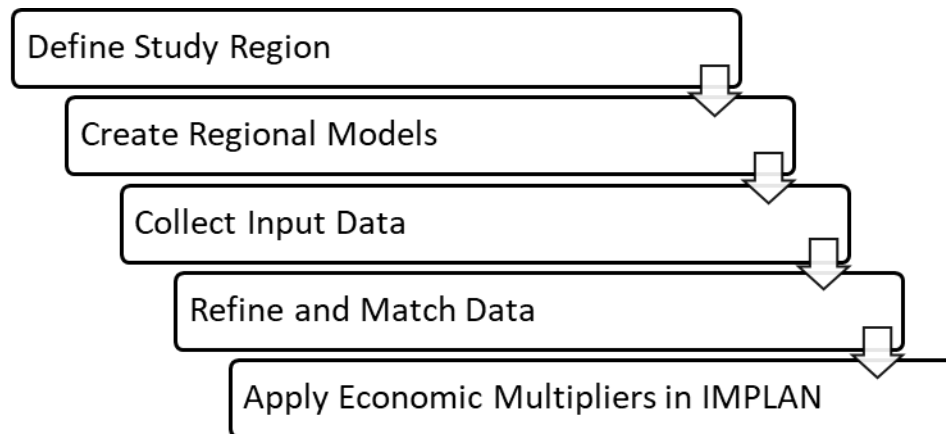 Define Study Region
Create Regional Models
Collect Input Data
Refine and Match Data
Apply Economic Multipliers in IMPLAN